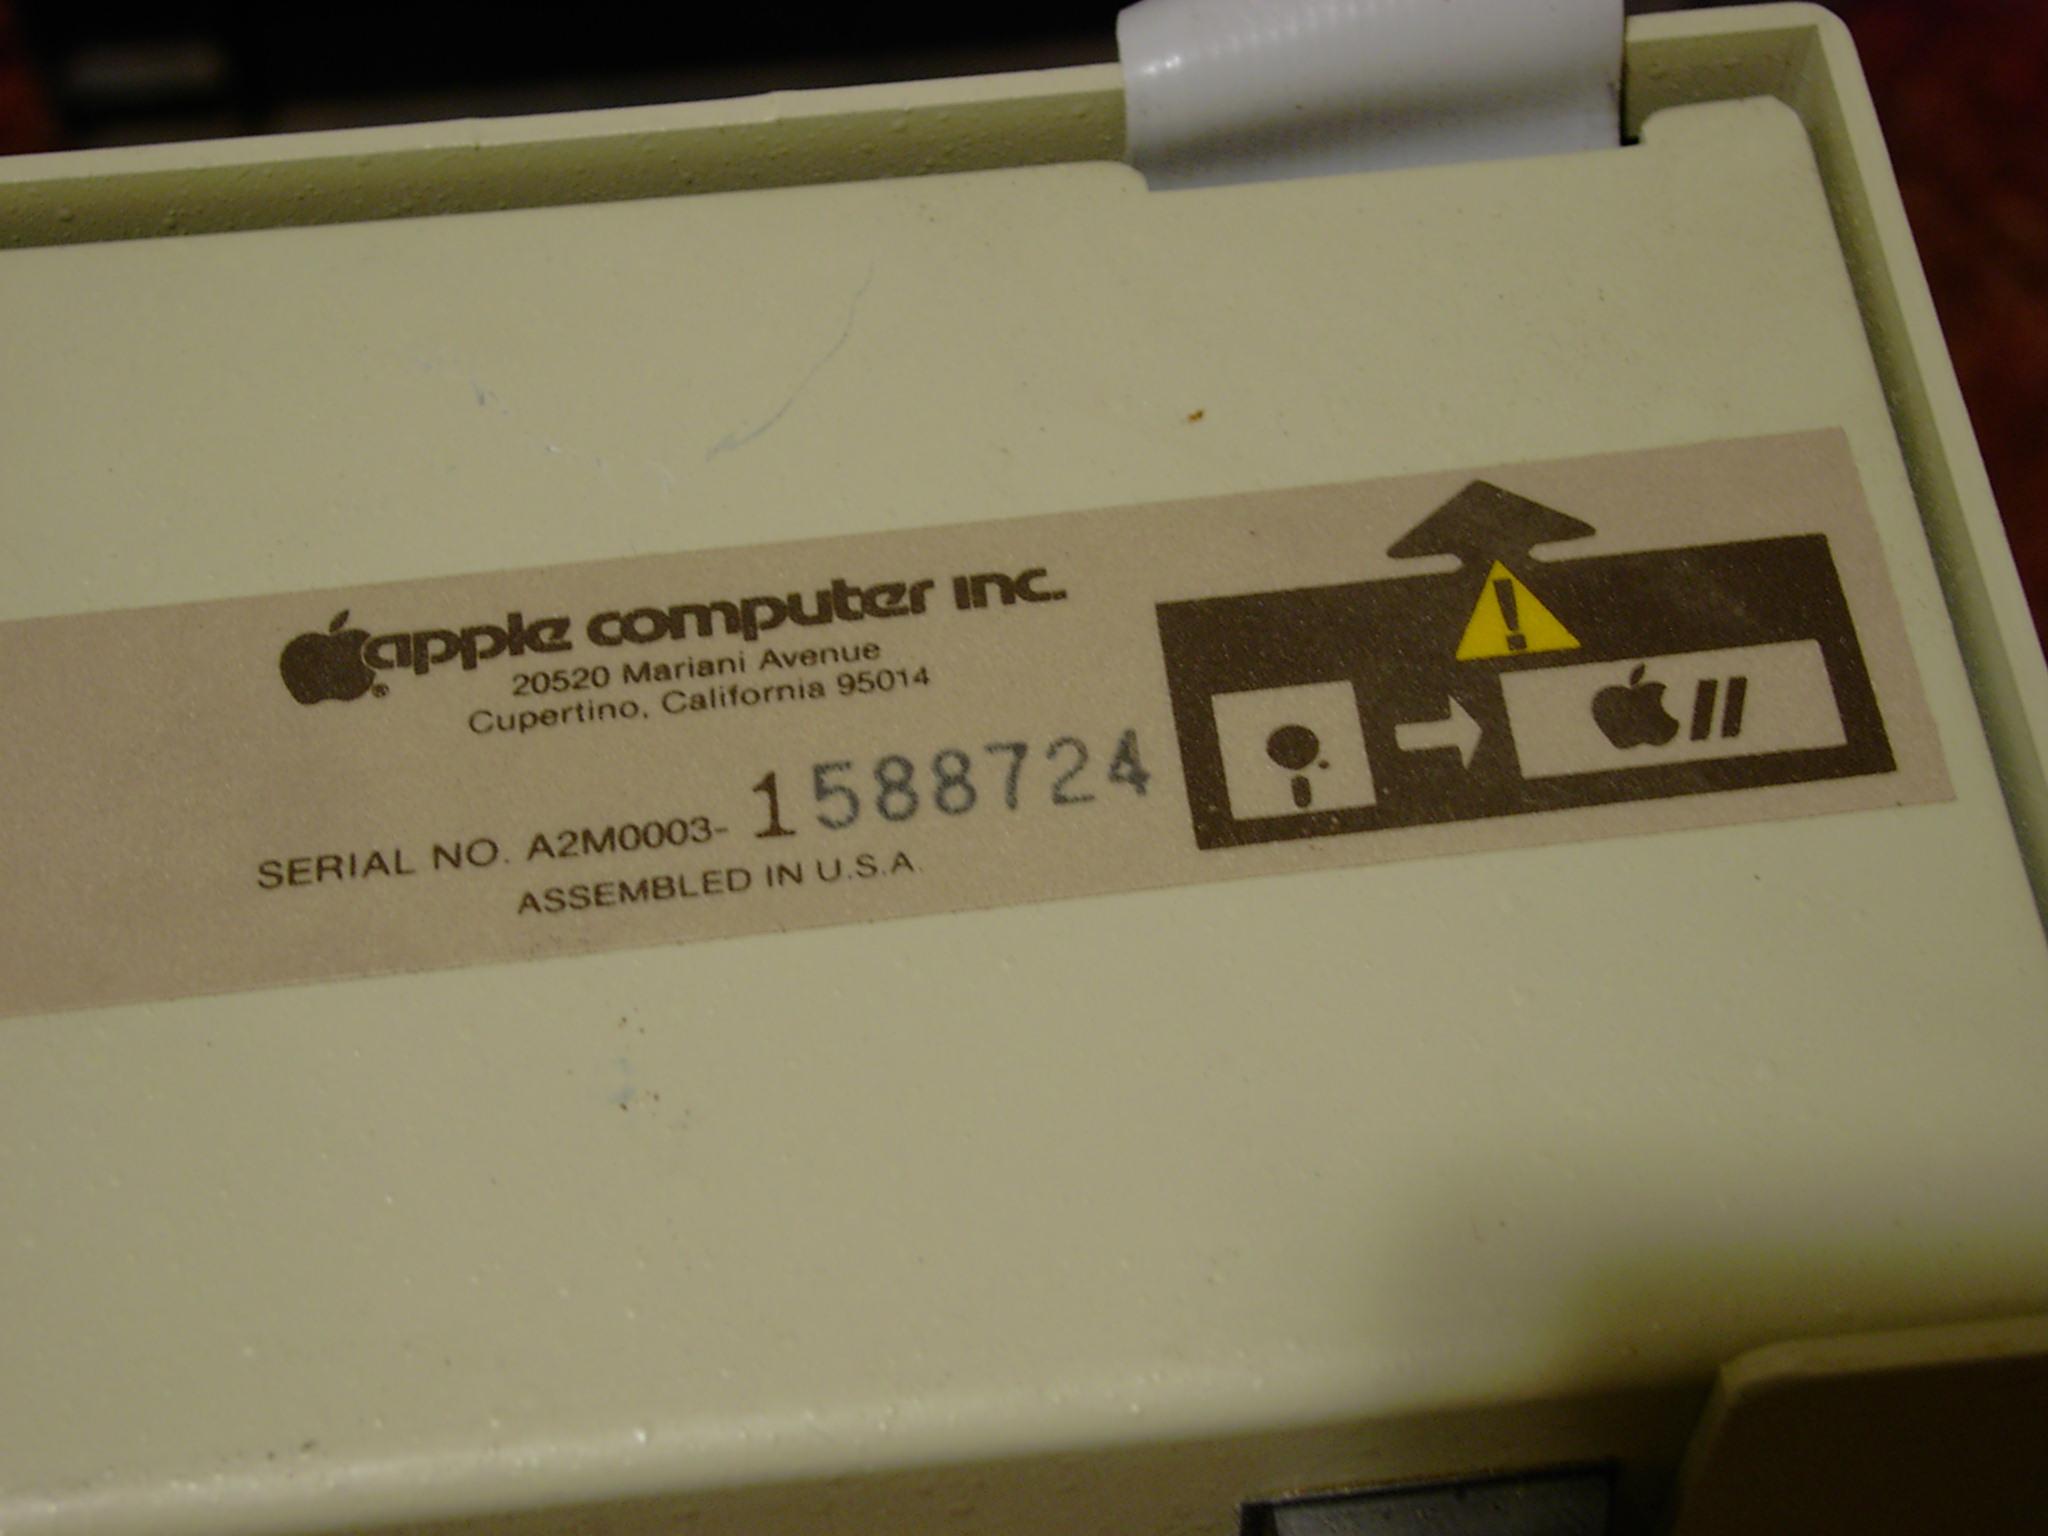 apple computer inc.
20520 Mariani Avenue
Cupertino, California 95014
SERIAL NO. A2M0003- 1588724
ASSEMBLED IN U.S.A.
!
II